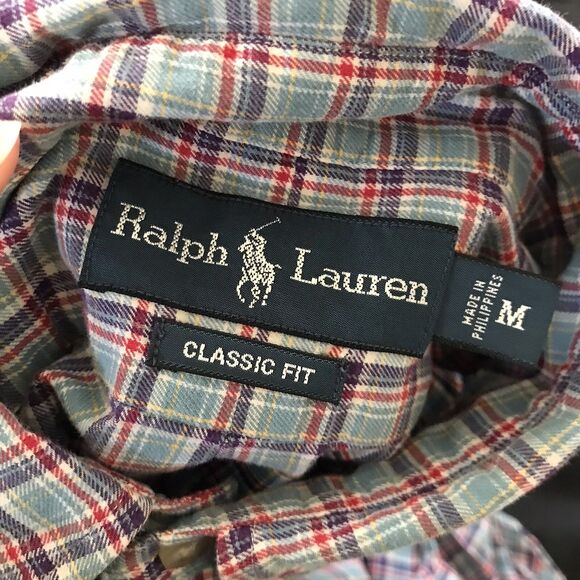 Ralph Lauren
CLASSIC FIT
MADE IN
PHILIPPINES
M